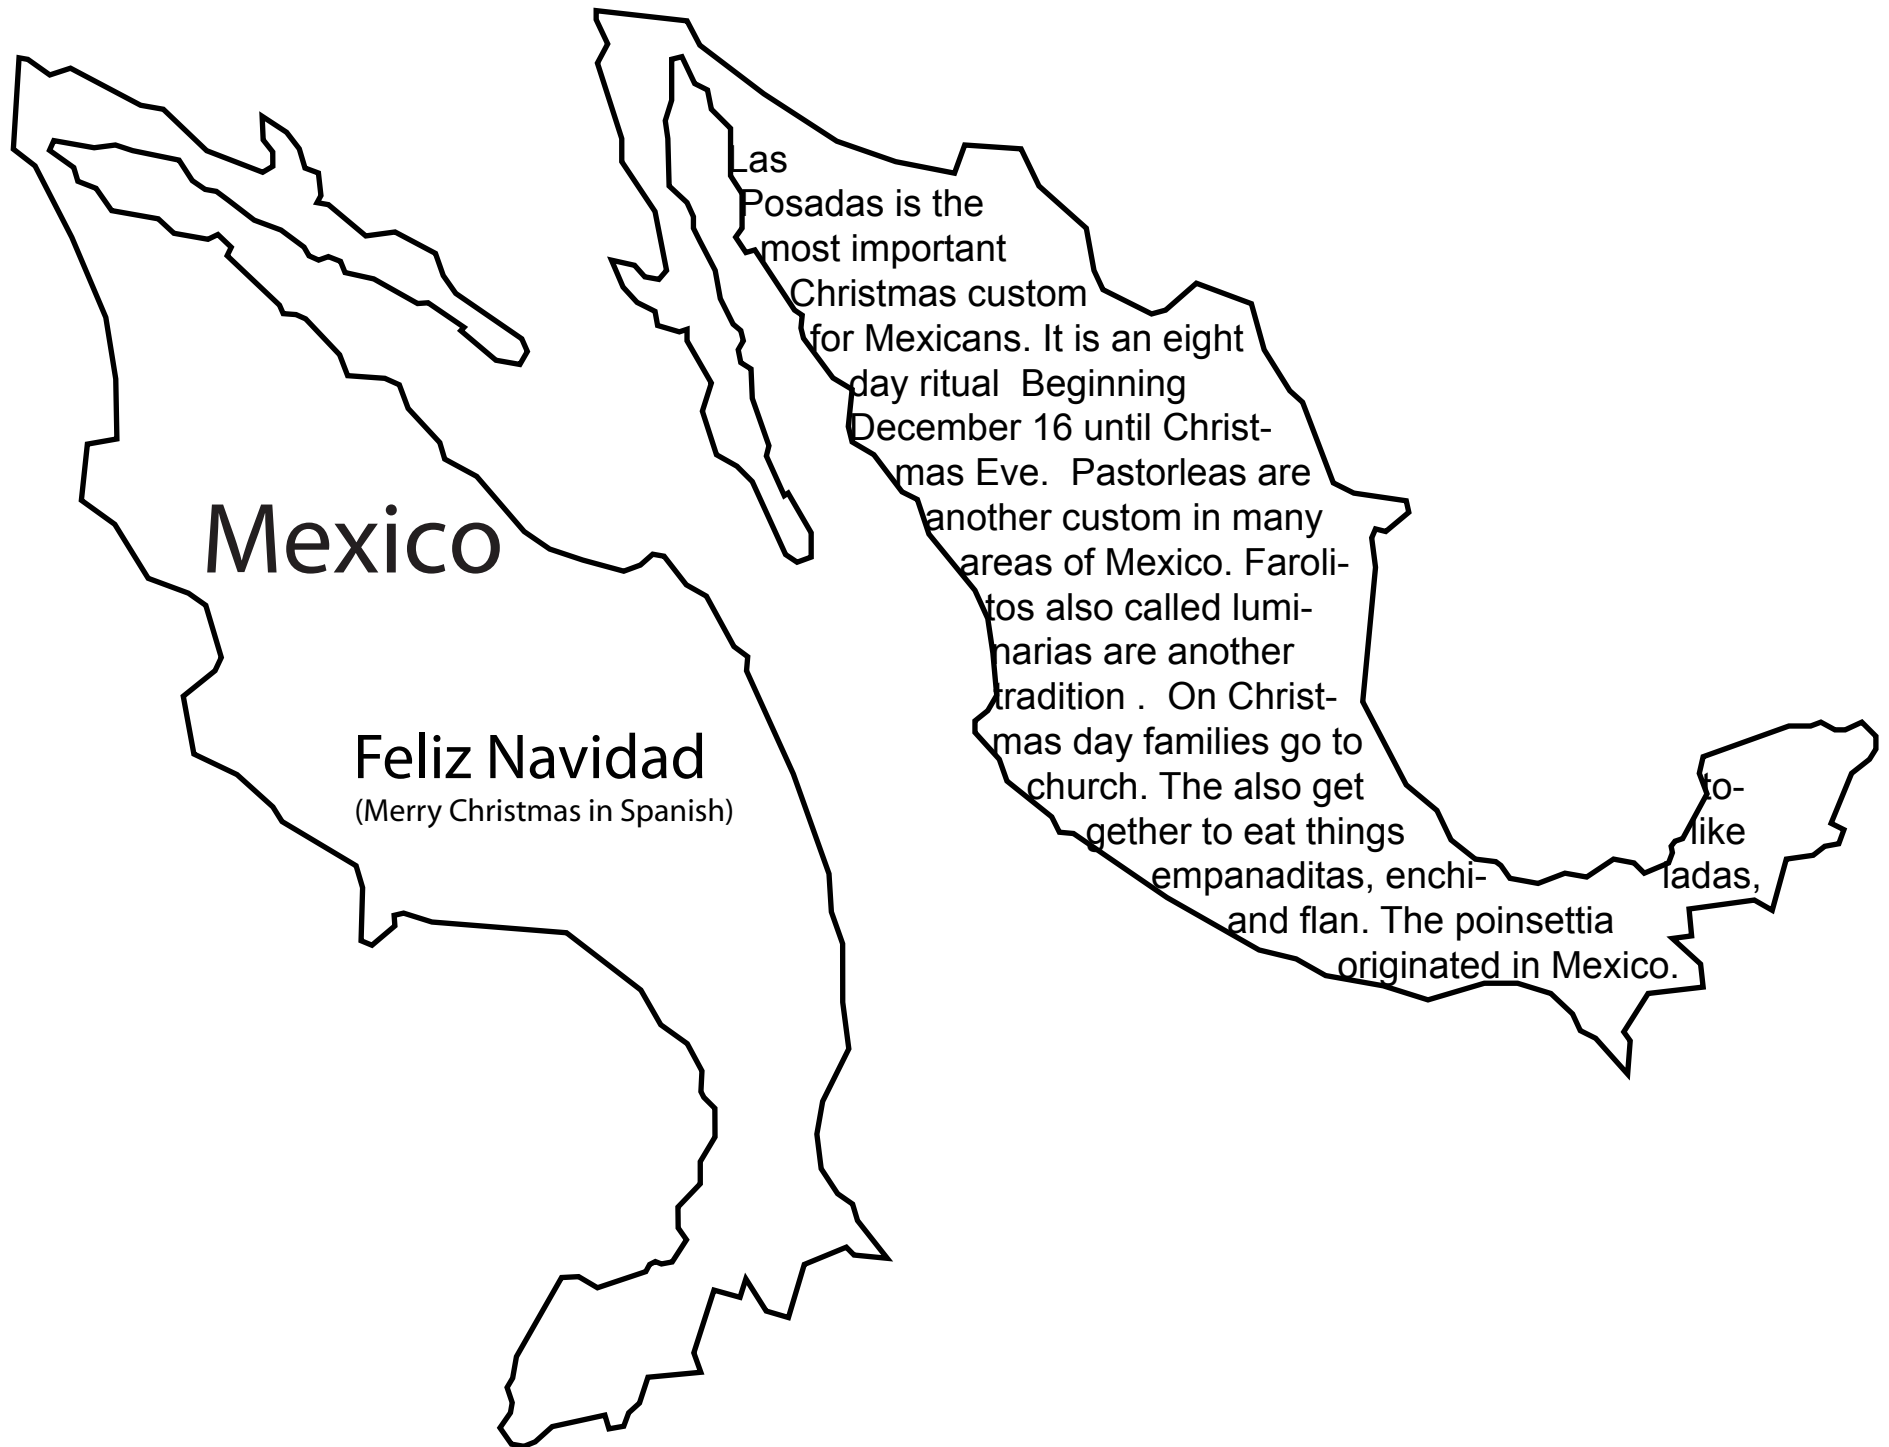 Mexico
Feliz Navidad
(Merry Christmas in Spanish)
Las
Posadas is the
most important
Christmas custom
for Mexicans. It is an eight
day ritual  Beginning
December 16 until Christ-
mas Eve.  Pastorleas are
another custom in many
areas of Mexico. Faroli-
tos also called lumi-
narias are another
tradition .  On Christ-
mas day families go to
church. The also get to-
gether to eat things like
empanaditas, enchi- ladas,
and flan. The poinsettia
originated in Mexico.